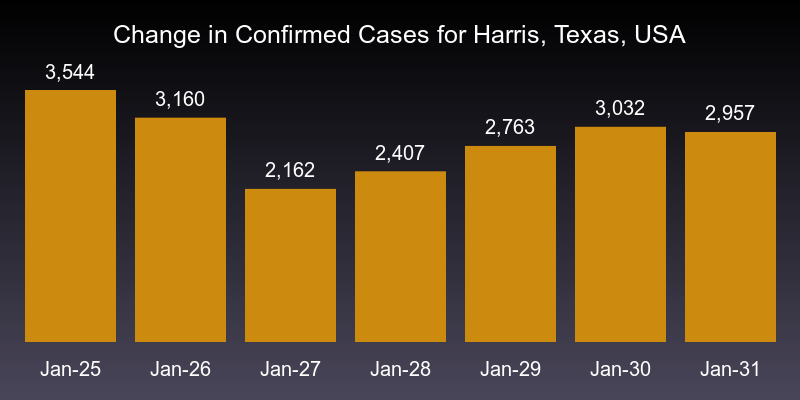 Change in Confirmed Cases for Harris, Texas, USA
3,544
3,160
2,162
2,407
2,763
3,032
2,957
Jan-25
Jan-26
Jan-27
Jan-28
Jan-29
Jan-30
Jan-31